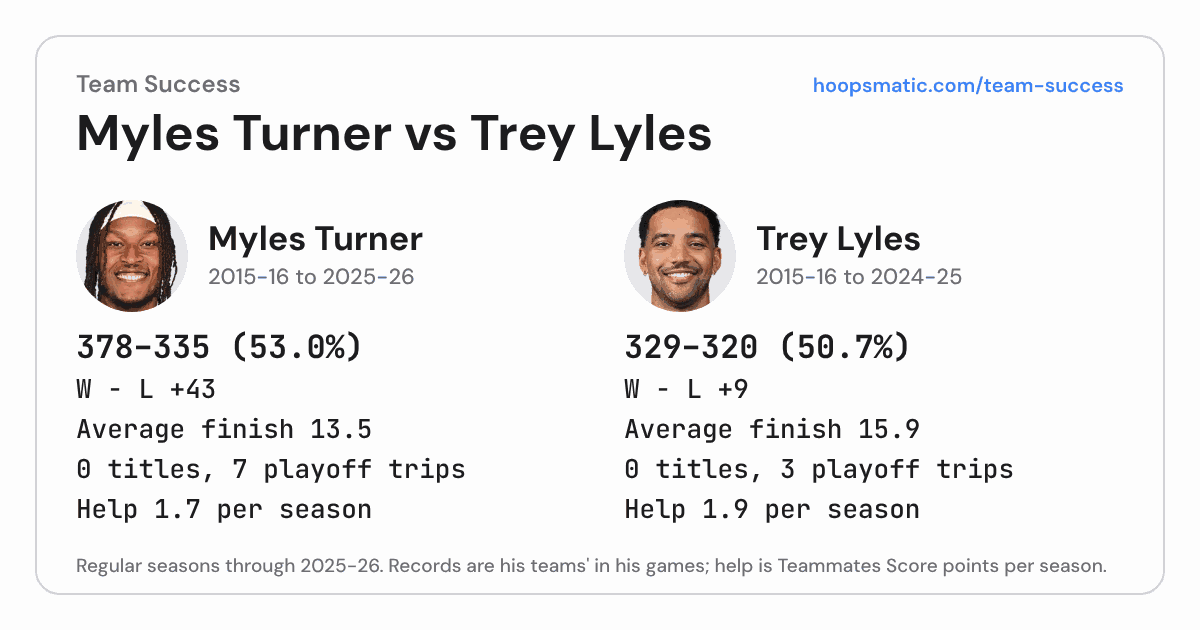 Team Success
hoopsmatic.com/team-success
Myles Turner vs Trey Lyles
Myles Turner
2015-16 to 2025-26
378-335 (53.0%)
W - L +43
Average finish 13.5
0 titles, 7 playoff trips
Help 1.7 per season
Trey Lyles
2015-16 to 2024-25
329-320 (50.7%)
W - L +9
Average finish 15.9
0 titles, 3 playoff trips
Help 1.9 per season
Regular seasons through 2025-26. Records are his teams' in his games; help is Teammates Score points per season.